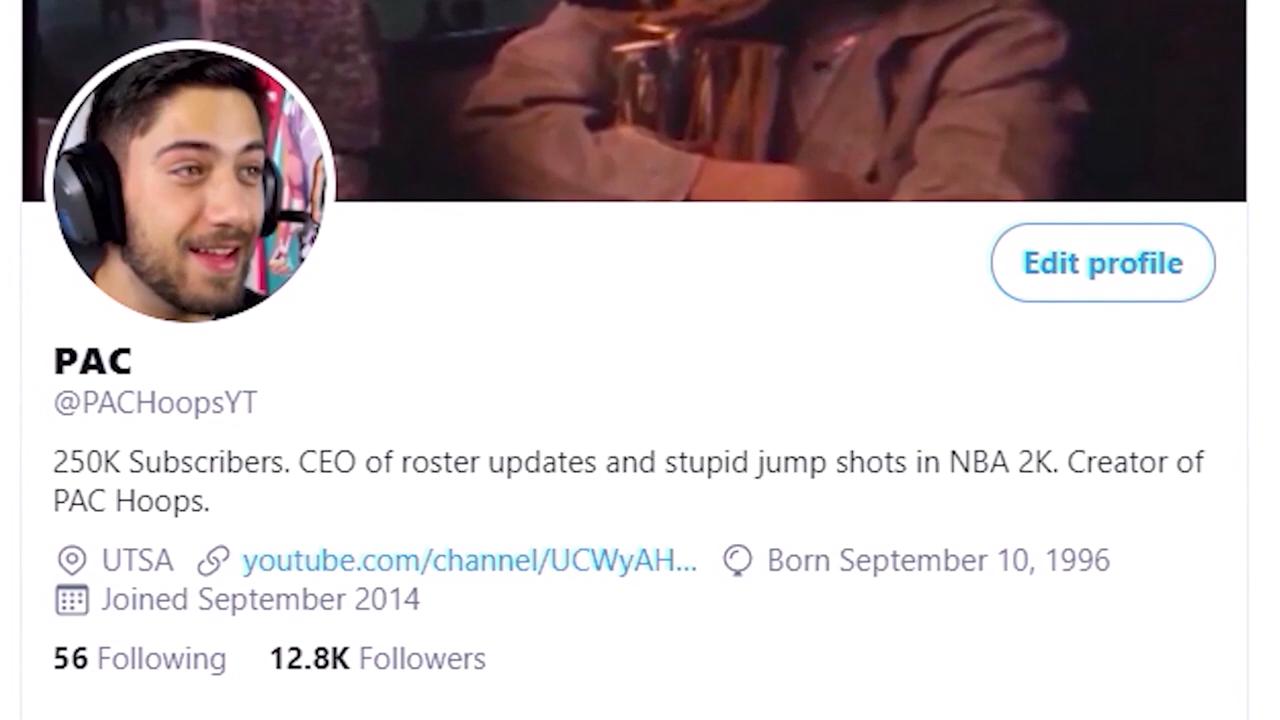 Edit profile
PAC
@PACHoopsYT
250K Subscribers. CEO of roster updates and stupid jump shots in NBA 2K. Creator of
PAC Hoops.
UTSA youtube.com/channel/UCWyAH... Born September 10, 1996
Joined September 2014
56 Following 12.8K Followers